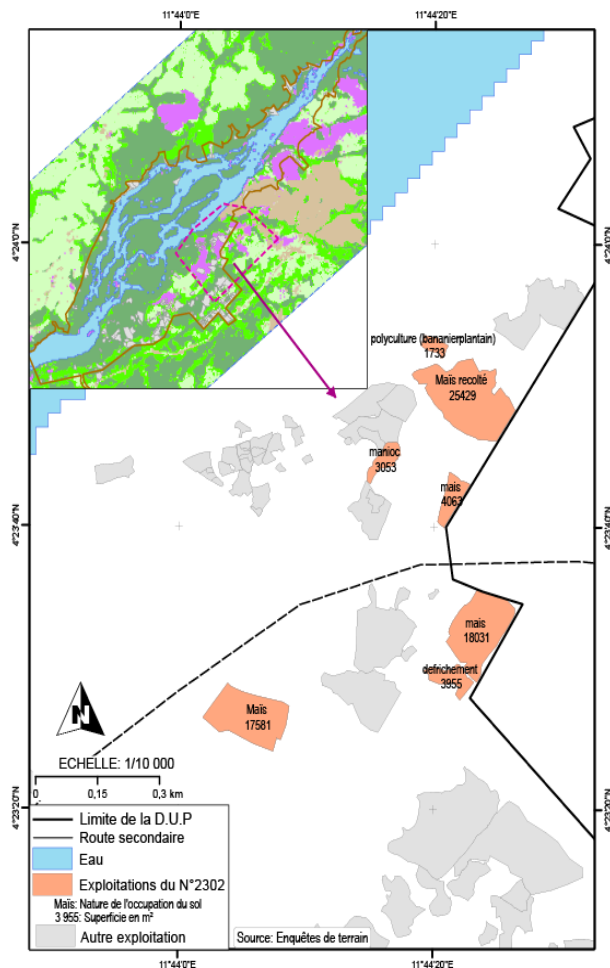 11°44'0"E
11°44'20"E
4°24'0"N
4°24'0"N
polyculture (bananierplantain)
1733
Maïs recolté
25429
manioc
3053
mais
4063
4°23'40"N
4°23'40"N
mais
18031
defrichement
3955
Maïs
17581
N
ECHELLE: 1/10 000
0 0,15 0,3 km
4°23'20"N
4°23'20"N
Limite de la D.U.P
Route secondaire
Eau
Exploitations du N°2302
Maïs: Nature de l'occupation du sol
3 955: Superficie en m²
Autre exploitation
Source: Enquêtes de terrain
11°44'0"E
11°44'20"E